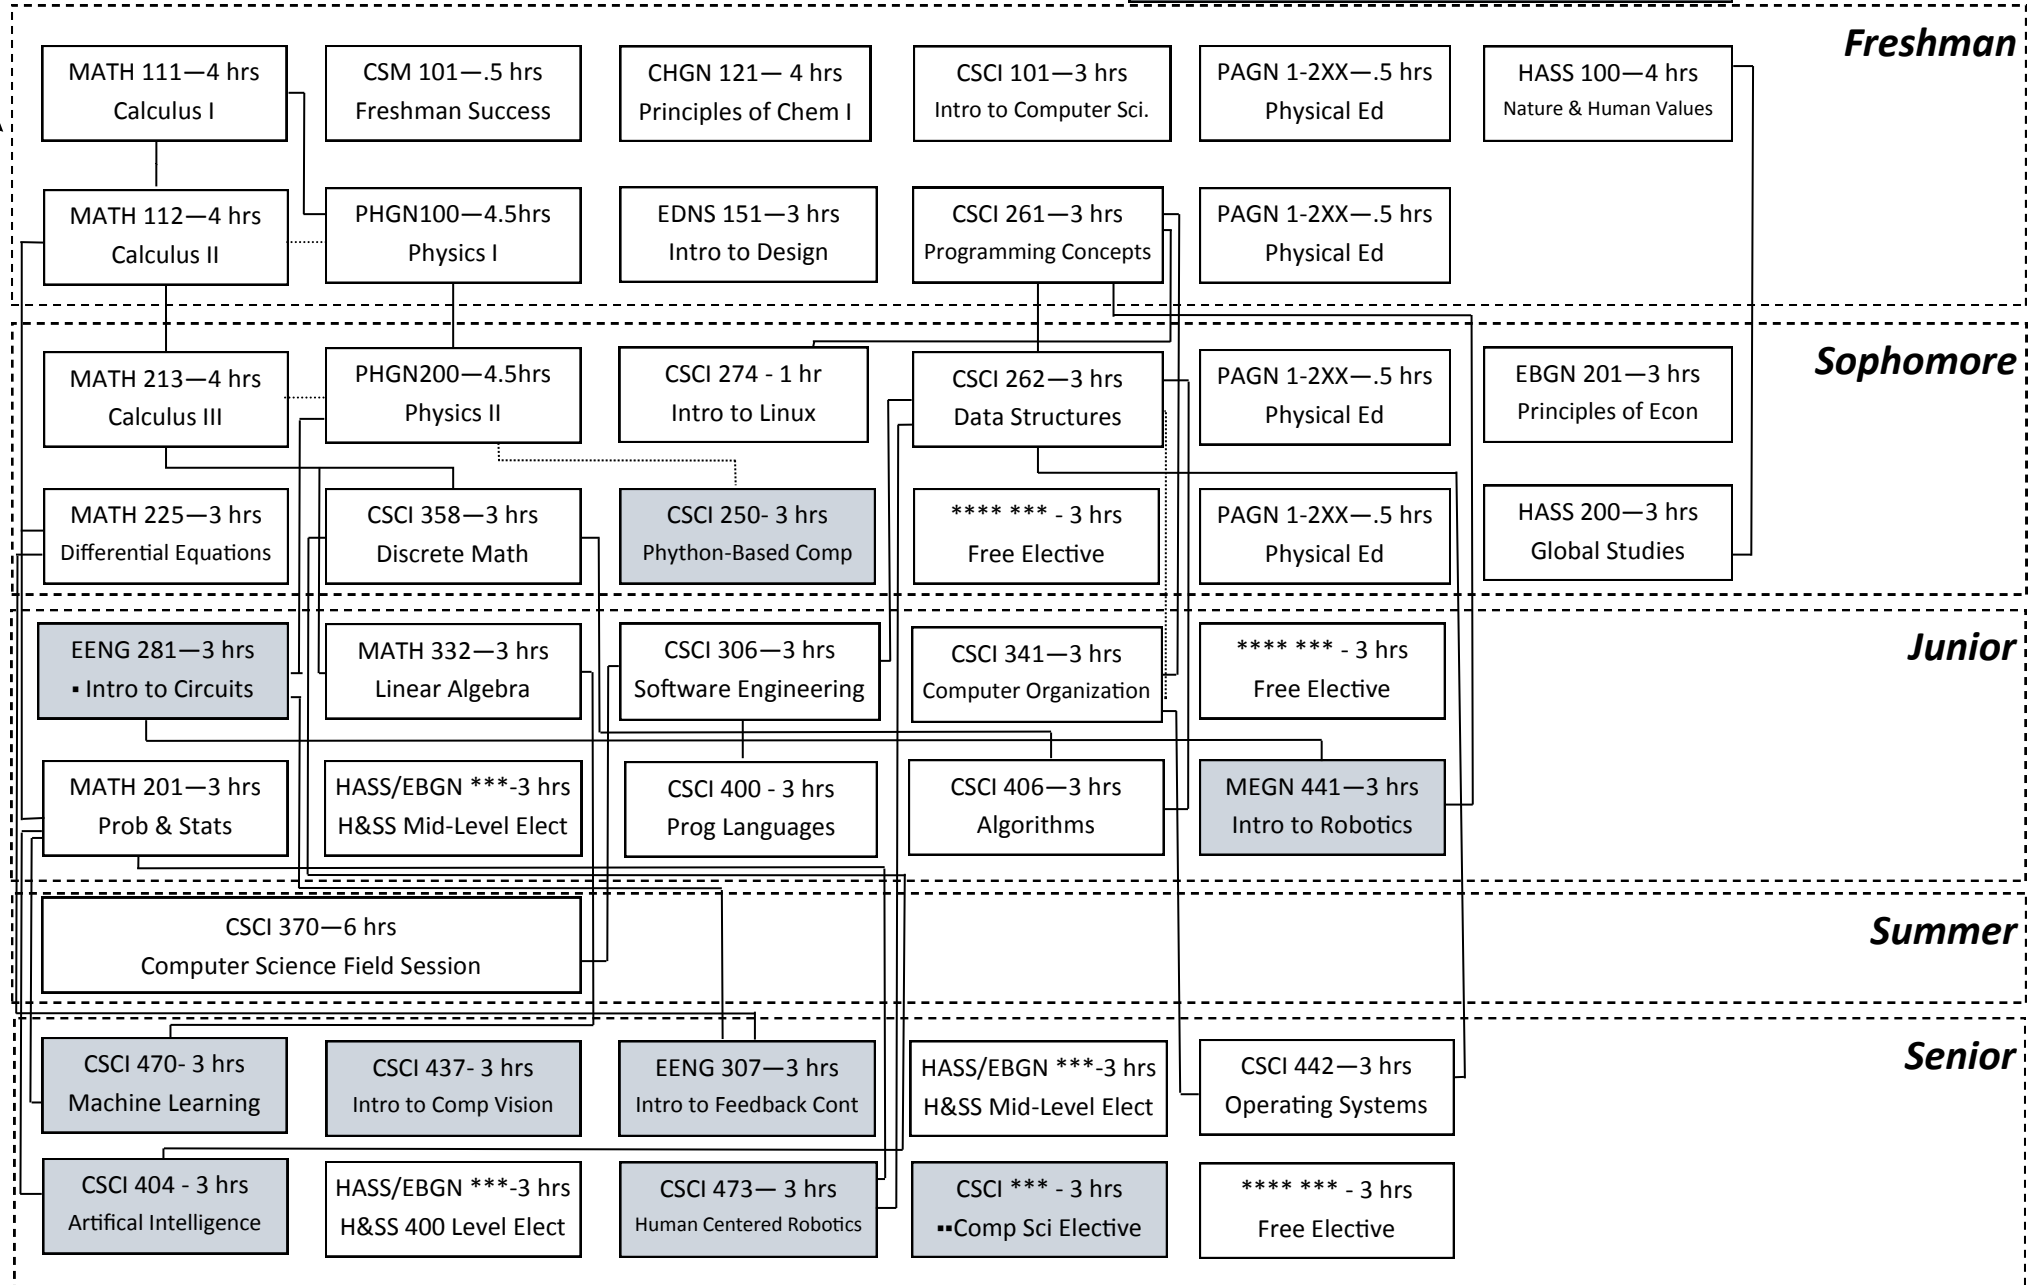 Freshman
MATH 111—4 hrs
Calculus I
CSM 101—.5 hrs
Freshman Success
CHGN 121— 4 hrs
Principles of Chem I
CSCI 101—3 hrs
Intro to Computer Sci.
PAGN 1-2XX—.5 hrs
Physical Ed
HASS 100—4 hrs
Nature & Human Values
MATH 112—4 hrs
Calculus II
PHGN100—4.5hrs
Physics I
EDNS 151—3 hrs
Intro to Design
CSCI 261—3 hrs
Programming Concepts
PAGN 1-2XX—.5 hrs
Physical Ed
Sophomore
MATH 213—4 hrs
Calculus III
PHGN200—4.5hrs
Physics II
CSCI 274 - 1 hr
Intro to Linux
CSCI 262—3 hrs
Data Structures
PAGN 1-2XX—.5 hrs
Physical Ed
EBGN 201—3 hrs
Principles of Econ
MATH 225—3 hrs
Differential Equations
CSCI 358—3 hrs
Discrete Math
CSCI 250- 3 hrs
Phython-Based Comp
**** *** - 3 hrs
Free Elective
PAGN 1-2XX—.5 hrs
Physical Ed
HASS 200—3 hrs
Global Studies
Junior
EENG 281—3 hrs
▪ Intro to Circuits
MATH 332—3 hrs
Linear Algebra
CSCI 306—3 hrs
Software Engineering
CSCI 341—3 hrs
Computer Organization
**** *** - 3 hrs
Free Elective
MATH 201—3 hrs
Prob & Stats
HASS/EBGN ***-3 hrs
H&SS Mid-Level Elect
CSCI 400 - 3 hrs
Prog Languages
CSCI 406—3 hrs
Algorithms
MEGN 441—3 hrs
Intro to Robotics
Summer
CSCI 370—6 hrs
Computer Science Field Session
Senior
CSCI 470- 3 hrs
Machine Learning
CSCI 437- 3 hrs
Intro to Comp Vision
EENG 307—3 hrs
Intro to Feedback Cont
HASS/EBGN ***-3 hrs
H&SS Mid-Level Elect
CSCI 442—3 hrs
Operating Systems
CSCI 404 - 3 hrs
Artifical Intelligence
HASS/EBGN ***-3 hrs
H&SS 400 Level Elect
CSCI 473— 3 hrs
Human Centered Robotics
CSCI *** - 3 hrs
▪▪Comp Sci Elective
**** *** - 3 hrs
Free Elective